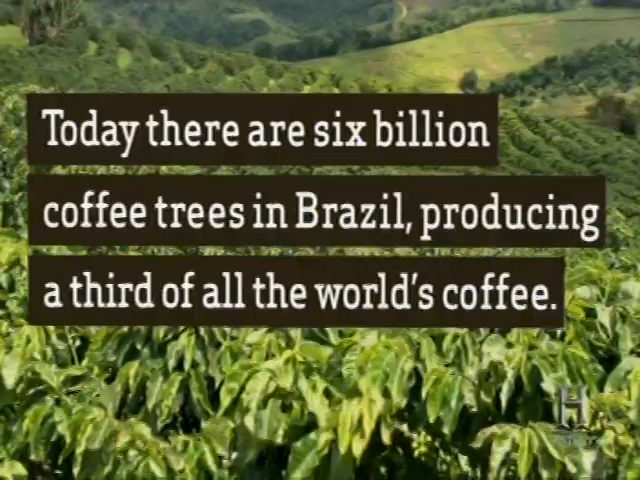 Today there are six billion
coffee trees in Brazil, producing
a third of all the world's coffee.
H